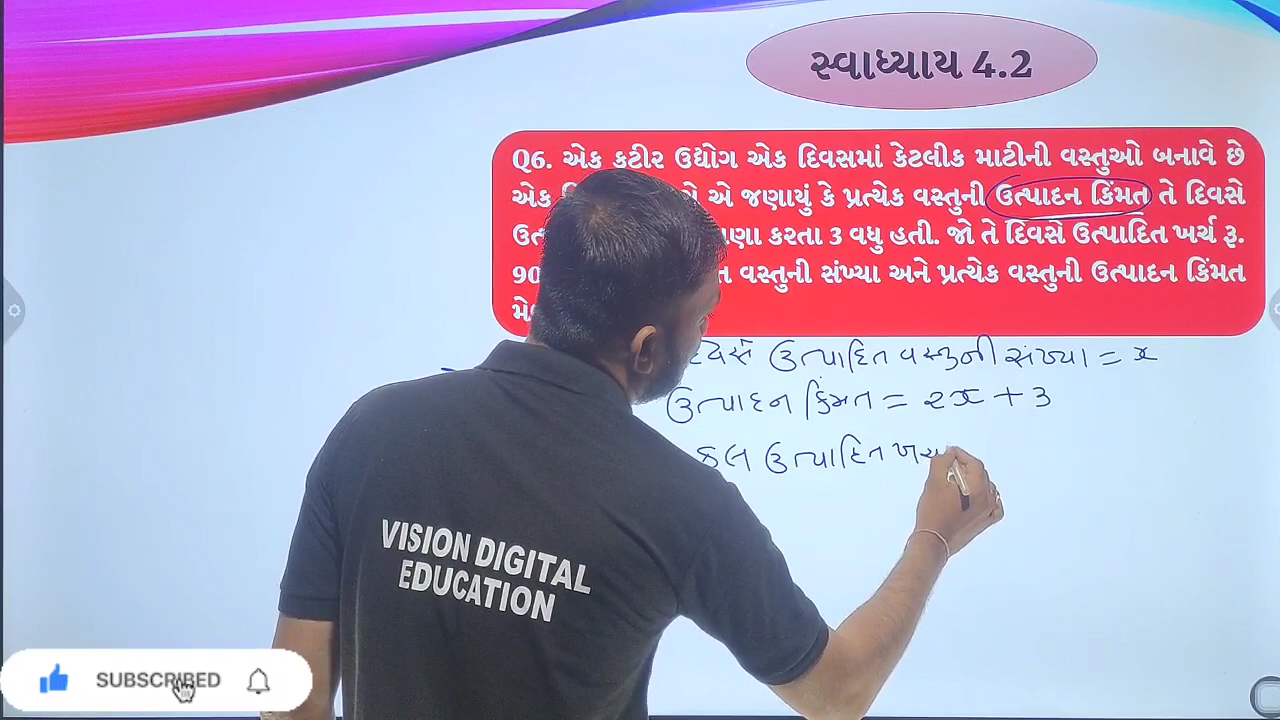 સ્વાધ્યાય 4.2
Q6. એક કટીર ઉદ્યોગ એક દિવસમાં કેટલીક માટીની વસ્તુઓ બનાવે છે
એક એ જણાયું કે પ્રત્યેક વસ્તુની ઉત્પાદન કિંમત તે દિવસે
કરતા 3 વધુ હતી. જો તે દિવસે ઉત્પાદિત ખર્ચ રૂ.
90 વસ્તુની સંખ્યા અને પ્રત્યેક વસ્તુની ઉત્પાદન કિંમત
ઉત્પાદિત વસ્તુની સંખ્યા = x
ઉત્પાદન કિંમત = 2x + 3
કુલ ઉત્પાદિત
VISION DIGITAL
EDUCATION
SUBSCRIBED